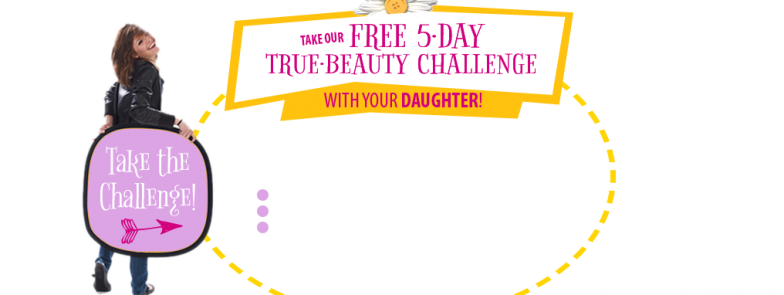 TAKE OUR FREE 5-DAY
TRUE-BEAUTY CHALLENGE
WITH YOUR DAUGHTER!
Take the
Challenge!